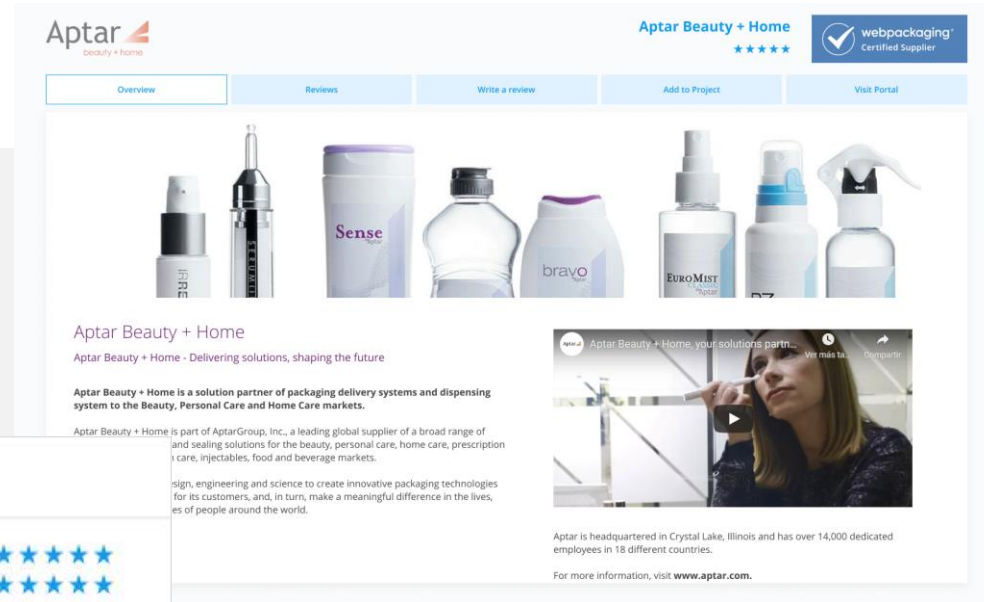 Aptar
beauty + home
Aptar Beauty + Home
webpackaging
Certified Supplier
Overview
Reviews
Write a review
Add to Project
Visit Portal
SERUM
Sense
Aptar
bravo
Aptar
EUROMIST
CLASSIC
Aptar
Aptar Beauty + Home
Aptar Beauty + Home - Delivering solutions, shaping the future
Aptar Beauty + Home is a solution partner of packaging delivery systems and dispensing
system to the Beauty, Personal Care and Home Care markets.
Aptar Beauty + Home is part of AptarGroup, Inc., a leading global supplier of a broad range of
and sealing solutions for the beauty, personal care, home care, prescription
care, injectables, food and beverage markets.
esign, engineering and science to create innovative packaging technologies
for its customers, and, in turn, make a meaningful difference in the lives,
es of people around the world.
Aptar
Aptar Beauty + Home, your solutions partn...
Ver más ta...
Compartir
Aptar is headquartered in Crystal Lake, Illinois and has over 14,000 dedicated
employees in 18 different countries.
For more information, visit www.aptar.com.